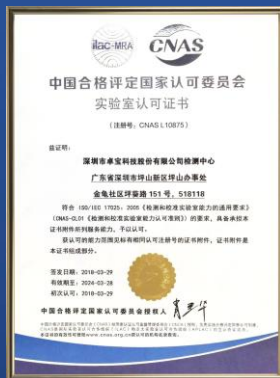 ilac-MRA
CNAS
中国合格评定国家认可委员会
实验室认可证书
(注册号:CNAS L10875)
兹证明:
深圳市卓宝科技股份有限公司检测中心
广东省深圳市坪山新区坪山办事处
金龟社区坪葵路 151 号,518118
符合 ISO/IEC 17025:2005《检测和校准实验室能力的通用要求》
(CNAS-CL01《检测和校准实验室能力认可准则》)的要求,具备承担本
证书附件所列服务能力,予以认可。
获认可的能力范围见标有相同认可注册号的证书附件,证书附件是
本证书组成部分。
签发日期:2018-03-29
有效期至:2024-03-28
初次认可:2018-03-29
中国合格评定国家认可委员会授权人